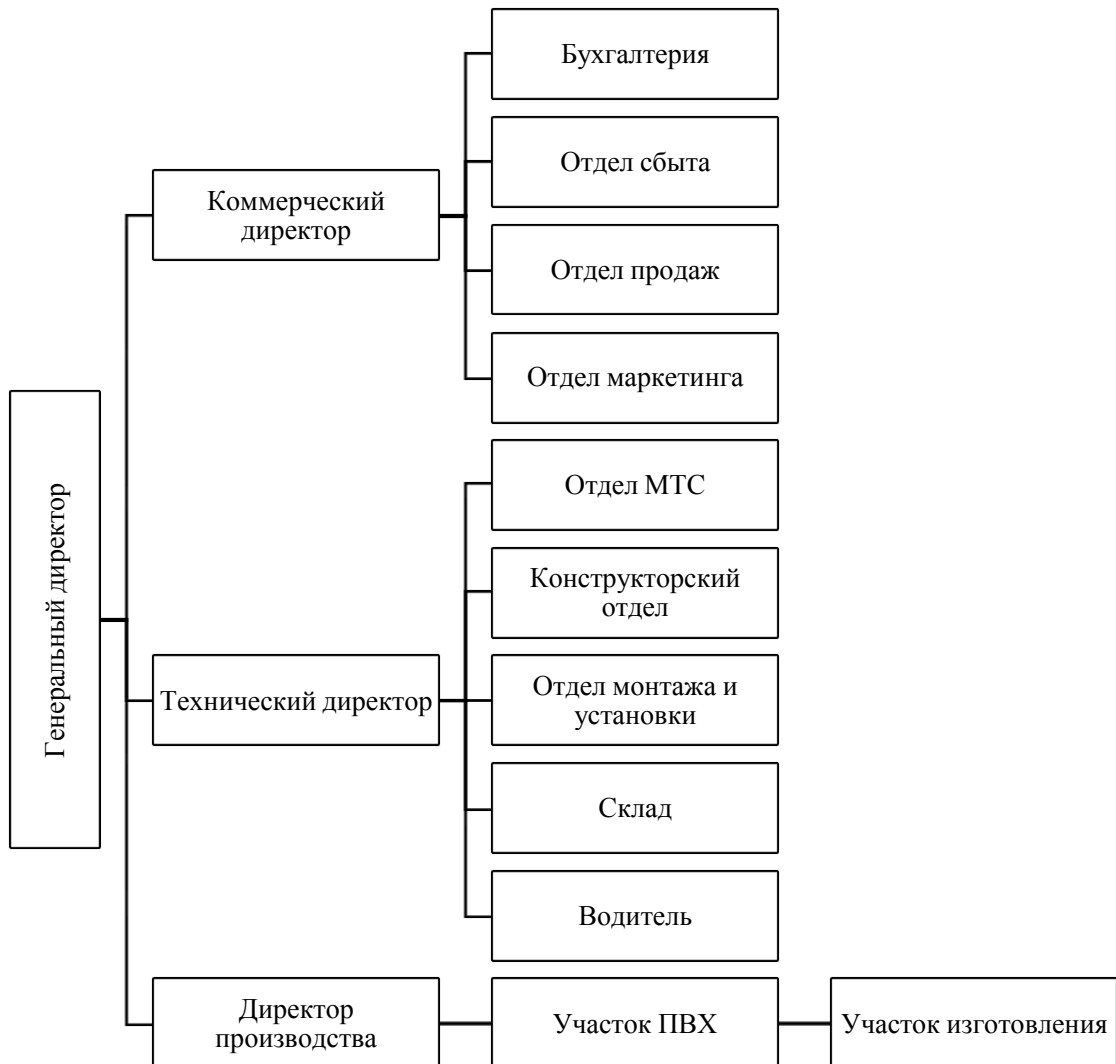 Генеральный директор
Коммерческий
директор
Бухгалтерия
Отдел сбыта
Отдел продаж
Отдел маркетинга
Технический директор
Отдел МТС
Конструкторский
отдел
Отдел монтажа и
установки
Склад
Водитель
Директор
производства
Участок ПВХ
Участок изготовления